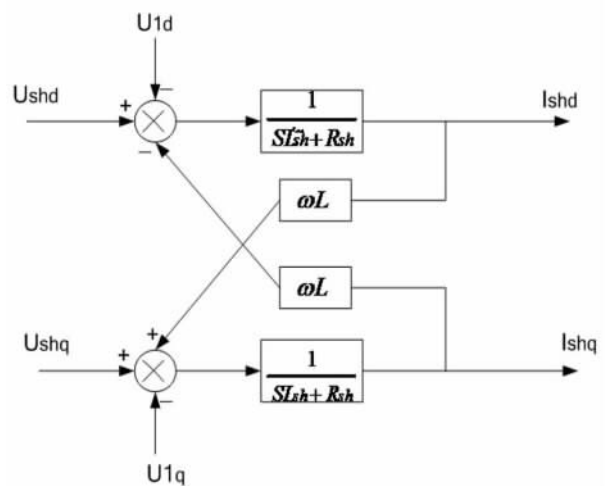 U1d
−
Ushd
+
−
1
SLsh+Rsh
Ishd
ωL
ωL
+
Ushq
+
−
1
SLsh+Rsh
Ishq
U1q